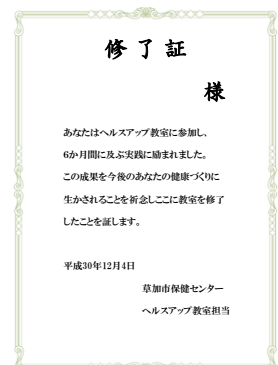 修了証
様
あなたはヘルスアップ教室に参加し、
6か月間に及ぶ実践に励まれました。
この成果を今後のあなたの健康づくりに
生かされることを祈念しここに教室を修了
したことを証します。
平成30年12月4日
草加市保健センター
ヘルスアップ教室担当